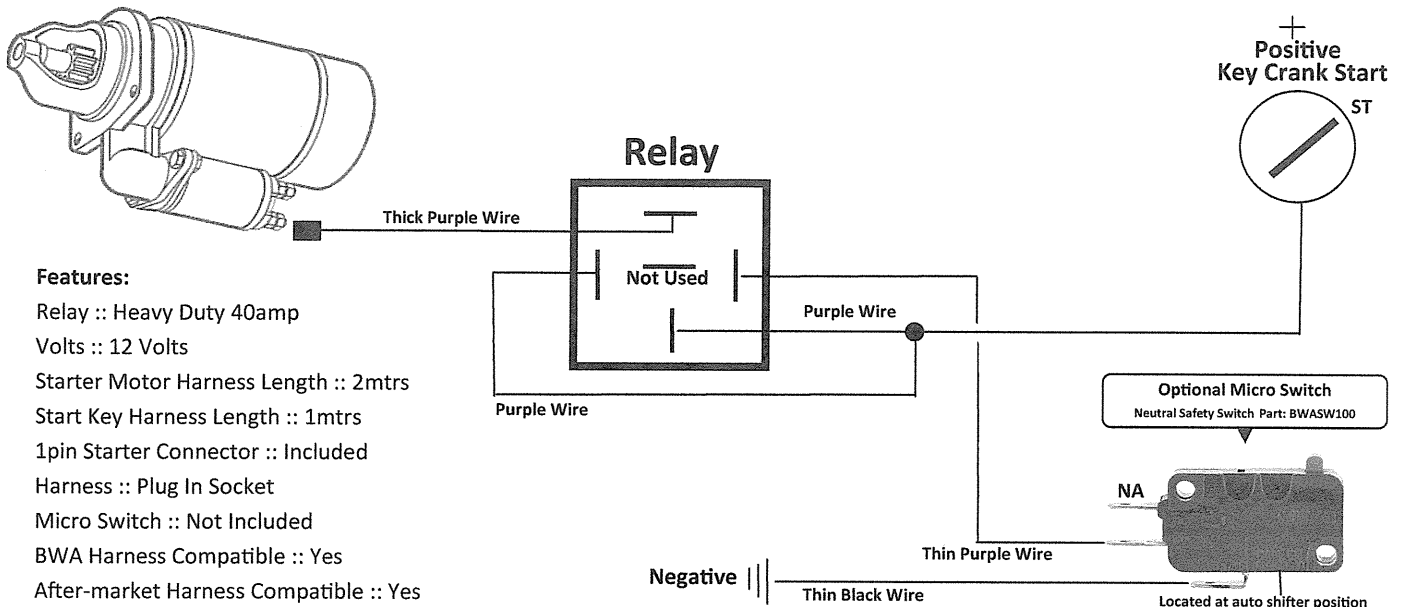 +
Positive
Key Crank Start
ST
Relay
Thick Purple Wire
Not Used
Purple Wire
Purple Wire
Features:
Relay :: Heavy Duty 40amp
Volts :: 12 Volts
Starter Motor Harness Length :: 2mtrs
Start Key Harness Length :: 1mtrs
1pin Starter Connector :: Included
Harness :: Plug In Socket
Micro Switch :: Not Included
BWA Harness Compatible :: Yes
After-market Harness Compatible :: Yes
Optional Micro Switch
Neutral Safety Switch Part: BWASW100
NA
Thin Purple Wire
Negative
Thin Black Wire
Located at auto shifter position